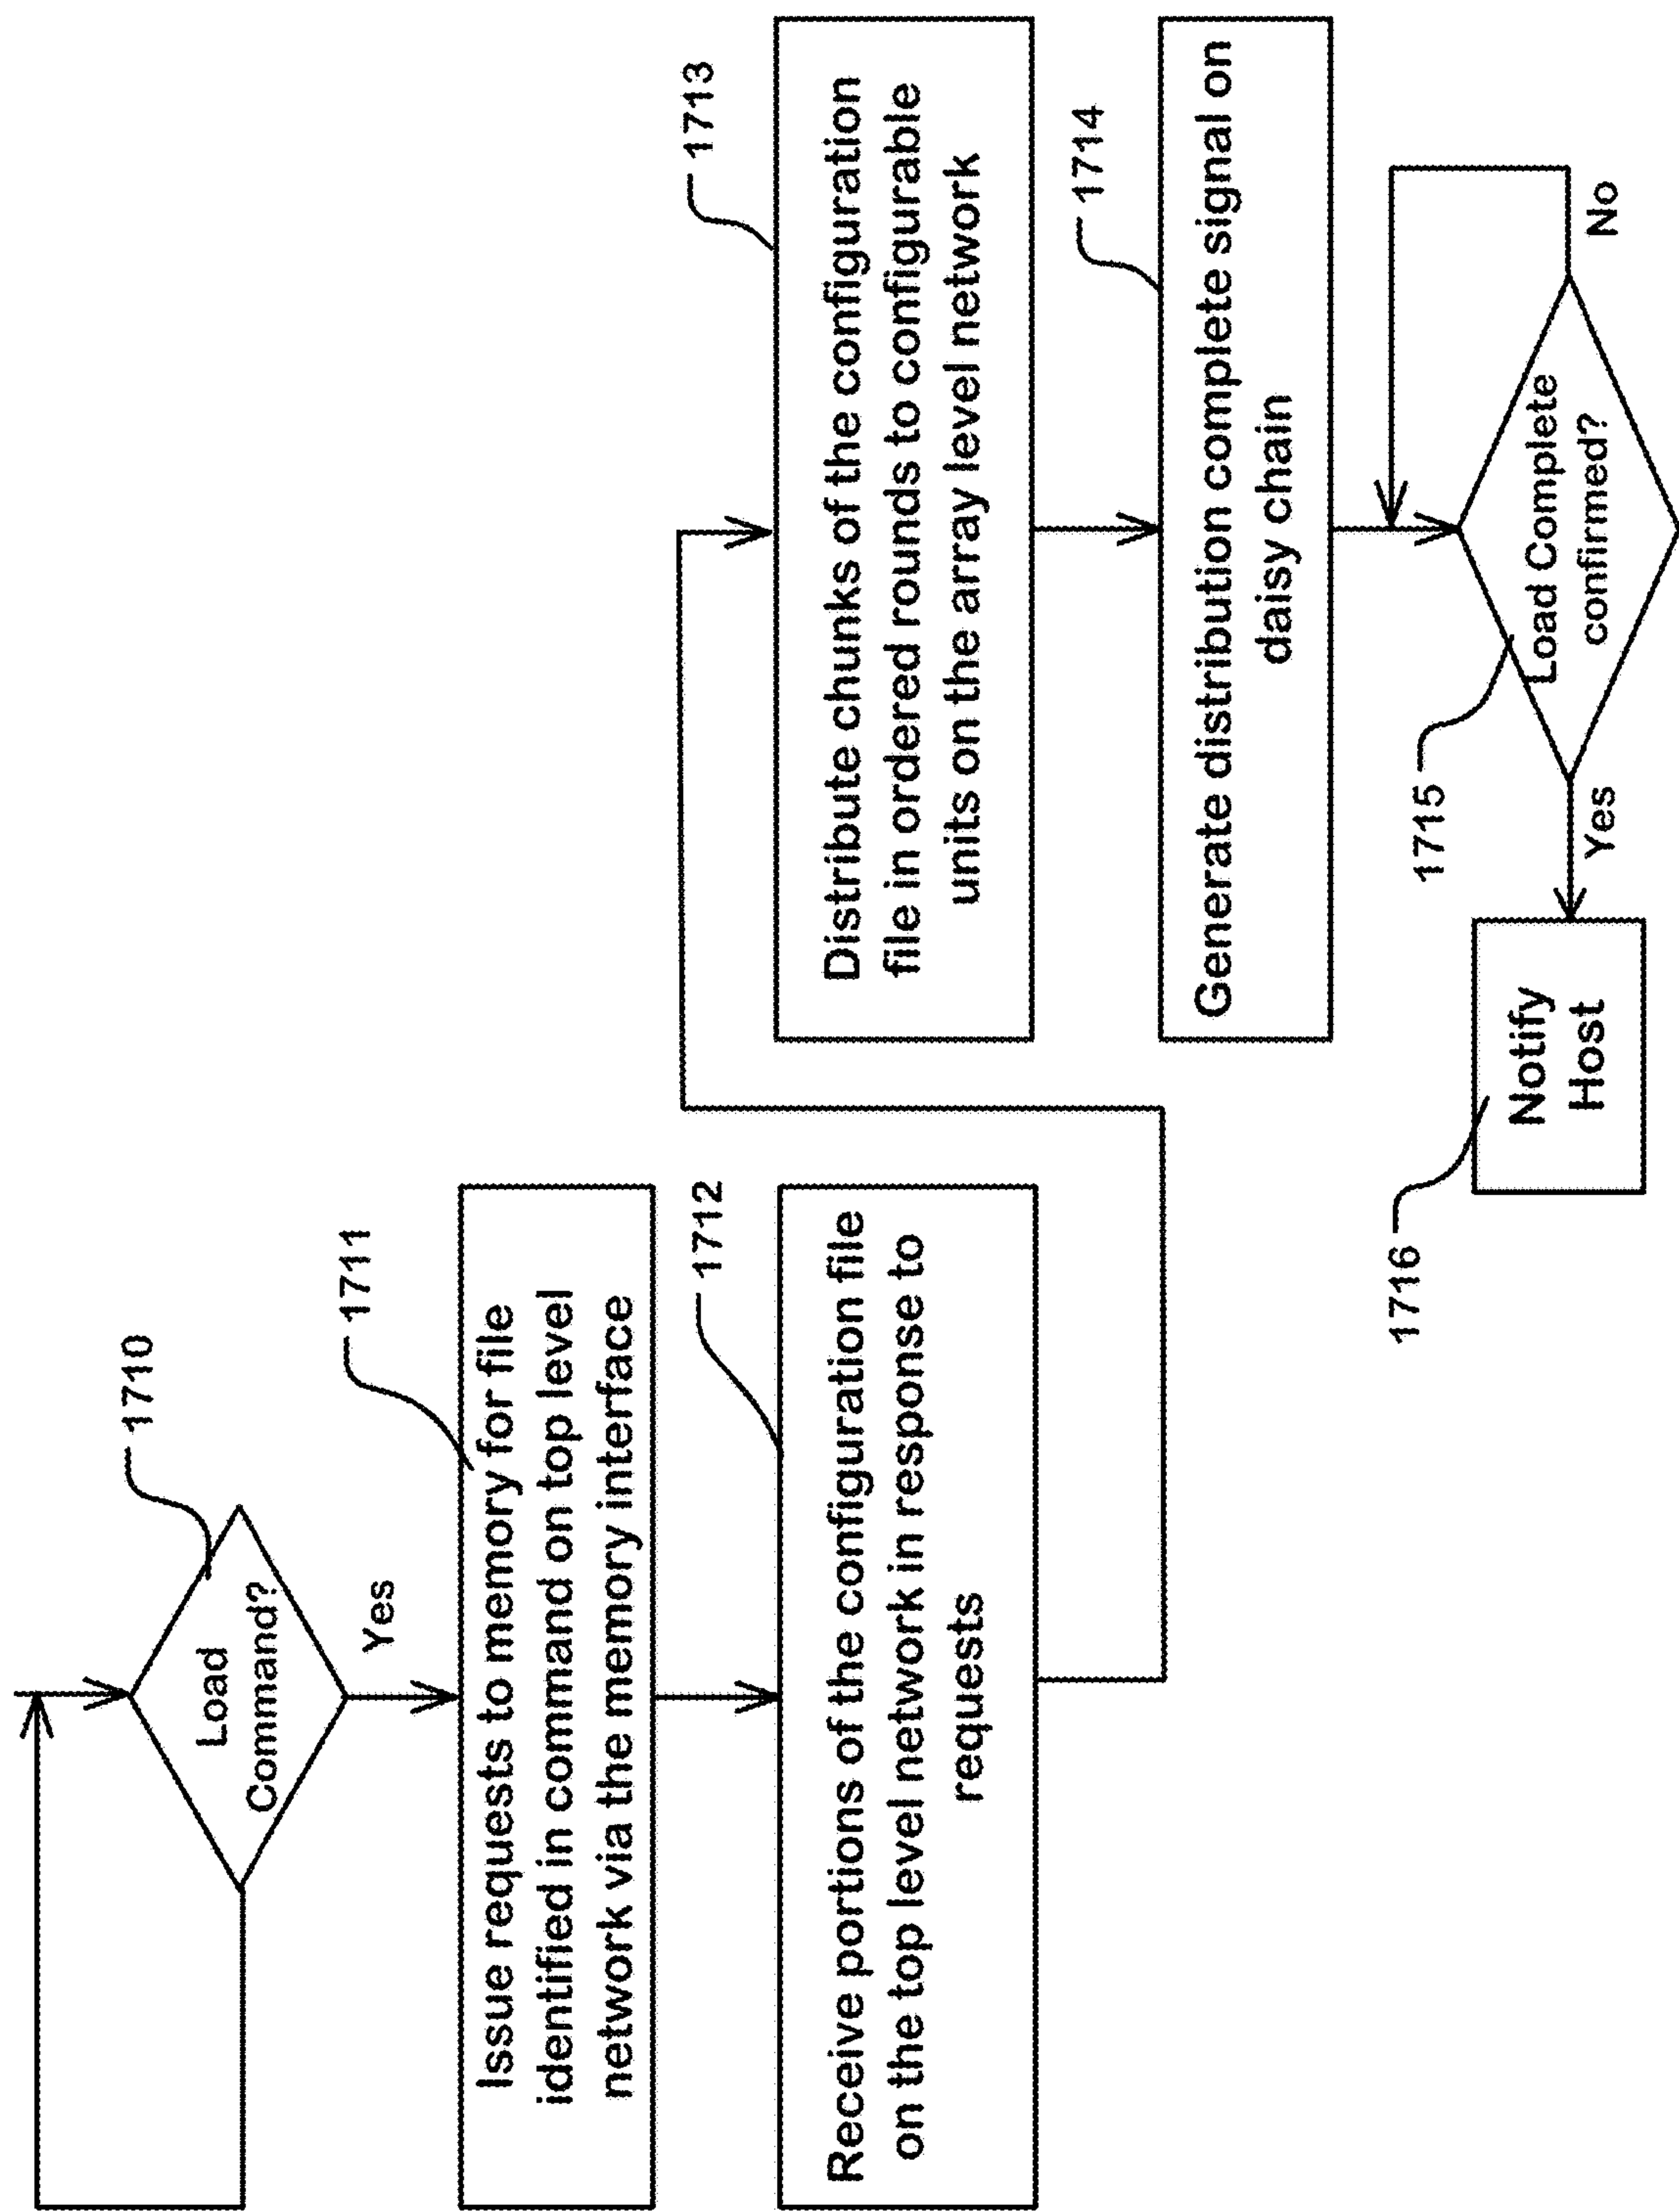 1710
Load
Command?
Yes
1711
Issue requests to memory for file
identified in command on top level
network via the memory interface
1712
Receive portions of the configuration file
on the top level network in response to
requests
1713
Distribute chunks of the configuration
file in ordered rounds to configurable
units on the array level network
1714
Generate distribution complete signal on
daisy chain
1715
Load Complete
confirmed?
No
Yes
1716
Notify
Host